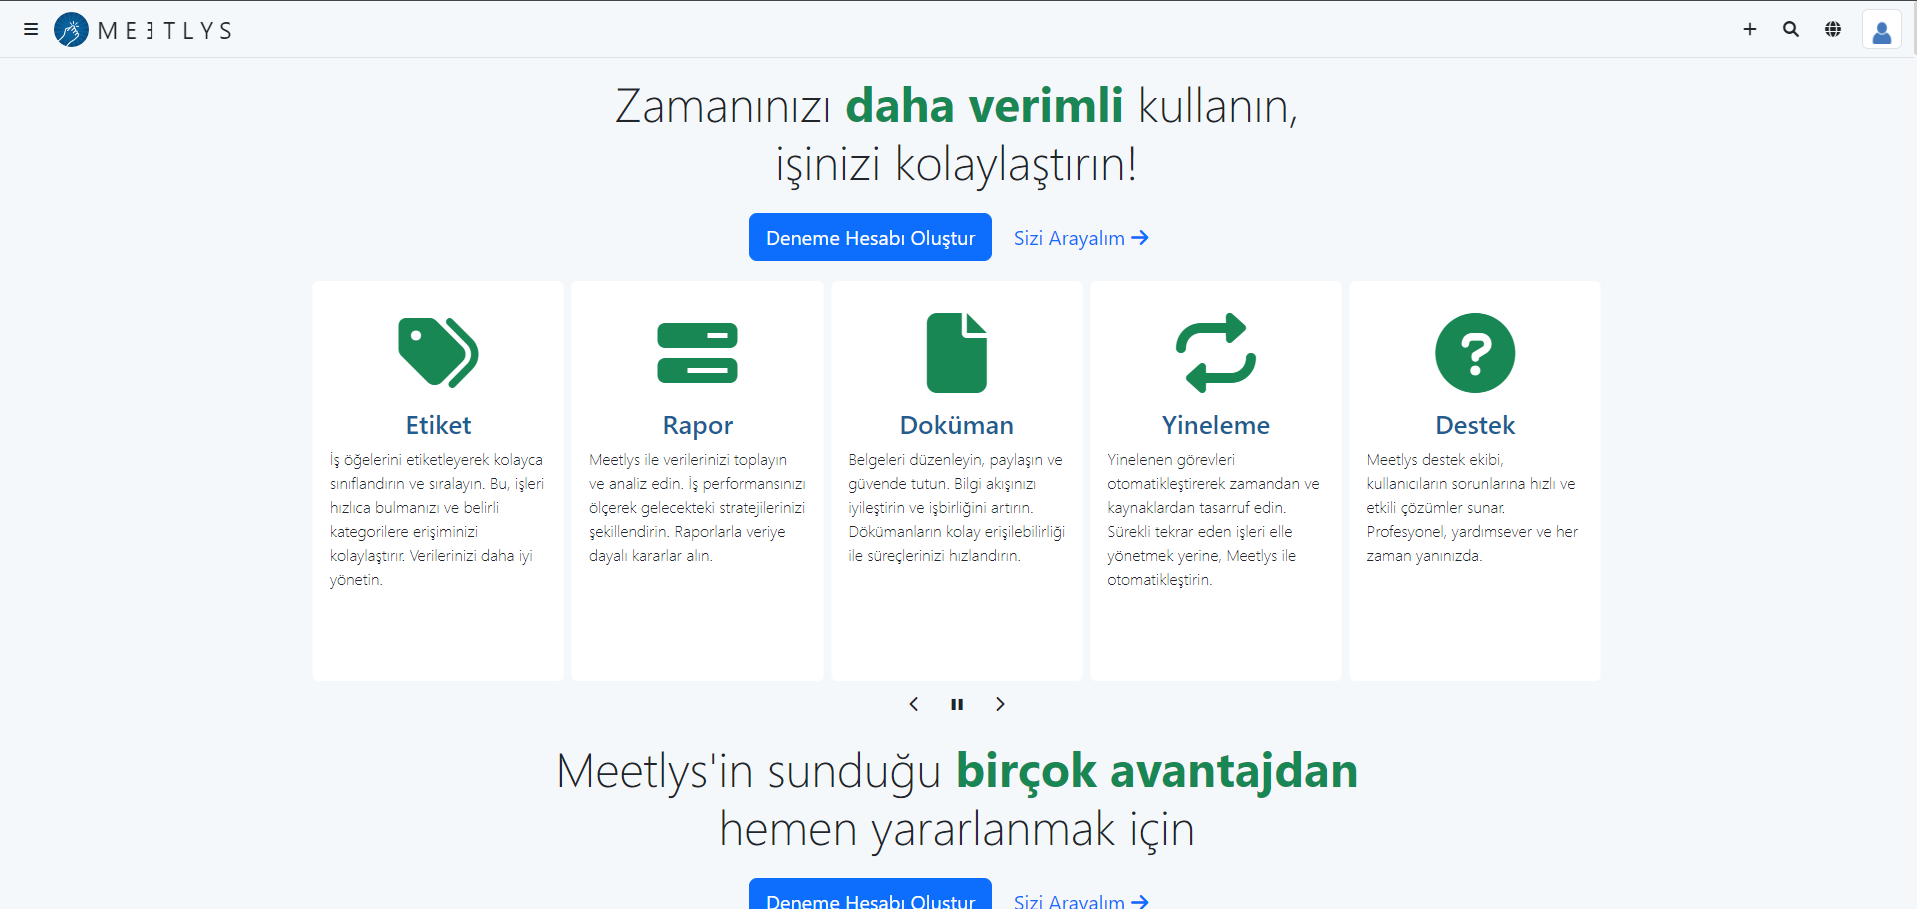 MEETLYS
Zamanınızı daha verimli kullanın,
işinizi kolaylaştırın!
Deneme Hesabı Oluştur
Sizi Arayalım
Etiket
İş öğelerini etiketleyerek kolayca
sınıflandırın ve sıralayın. Bu, işleri
hızlıca bulmanızı ve belirli
kategorilere erişiminizi
kolaylaştırır. Verilerinizi daha iyi
yönetin.
Rapor
Meetlys ile verilerinizi toplayın
ve analiz edin. İş performansınızı
ölçerek gelecekteki stratejilerinizi
şekillendirin. Raporlarla veriye
dayalı kararlar alın.
Doküman
Belgeleri düzenleyin, paylaşın ve
güvende tutun. Bilgi akışınızı
iyileştirin ve işbirliğini artırın.
Dökümanların kolay erişilebilirliği
ile süreçlerinizi hızlandırın.
Yineleme
Yinelenen görevleri
otomatikleştirerek zamandan ve
kaynaklardan tasarruf edin.
Sürekli tekrar eden işleri elle
yönetmek yerine, Meetlys ile
otomatikleştirin.
Destek
Meetlys destek ekibi,
kullanıcıların sorunlarına hızlı ve
etkili çözümler sunar.
Profesyonel, yardımsever ve her
zaman yanınızda.
Meetlys'in sunduğu birçok avantajdan
hemen yararlanmak için
Deneme Hesabı Oluştur
Sizi Arayalım